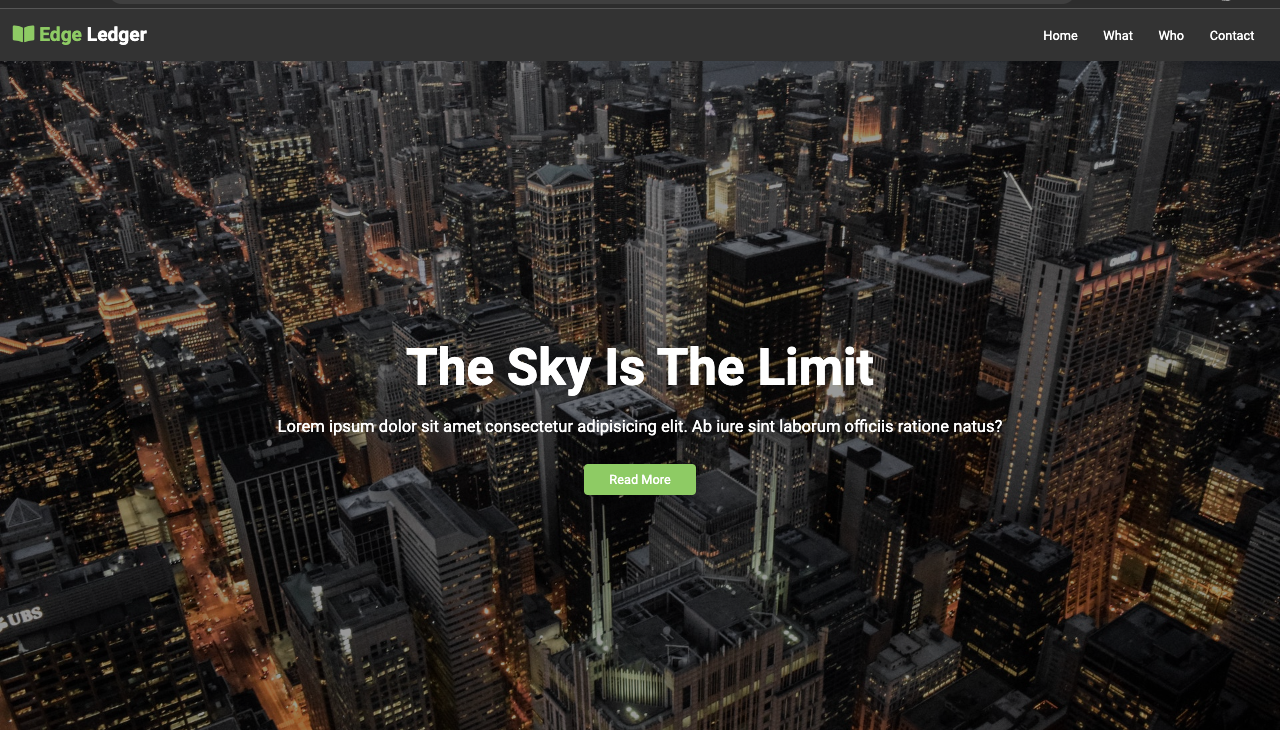 Edge Ledger
Home What Who Contact
The Sky Is The Limit
Lorem ipsum dolor sit amet consectetur adipisicing elit. Ab iure sint laborum officiis ratione natus?
Read More
UBS